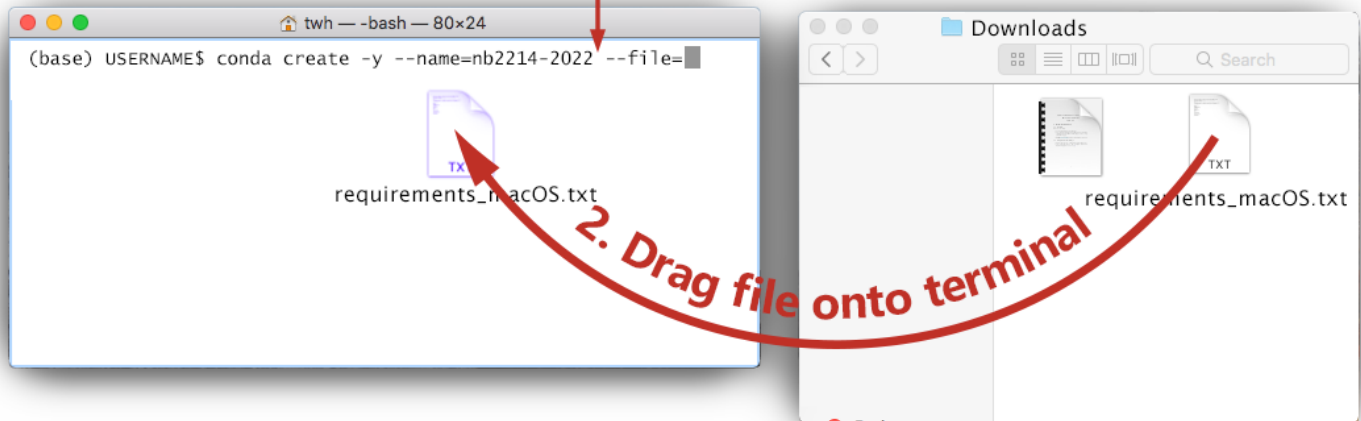 twh — -bash — 80×24
(base) USERNAME$ conda create -y --name=nb2214-2022 --file=
TXT
requirements_macOS.txt
Downloads
Search
TXT
requirements_macOS.txt
2. Drag file onto terminal